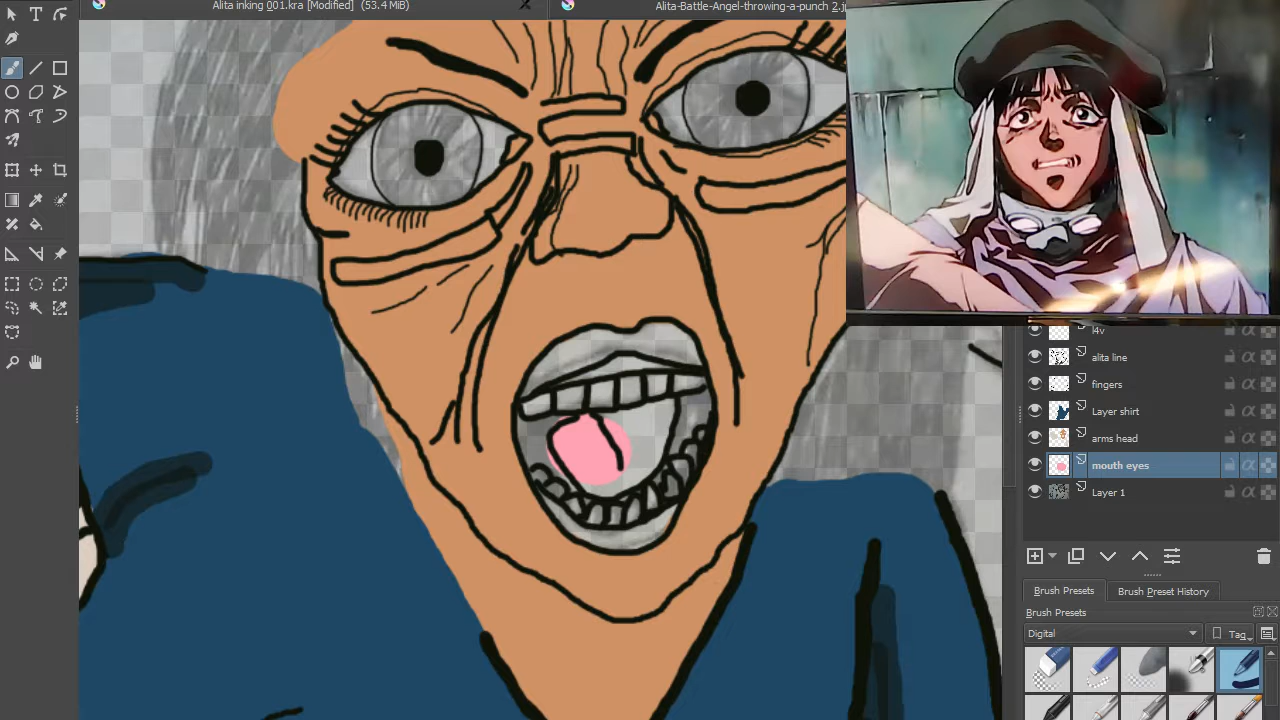 Alita inking 001.kra [Modified] (53.4 MiB)
Alita-Battle-Angel-throwing-a-punch 2.j
l4v
alita line
fingers
Layer shirt
arms head
mouth eyes
Layer 1
Brush Presets
Brush Preset History
Brush Presets
Digital
Tag